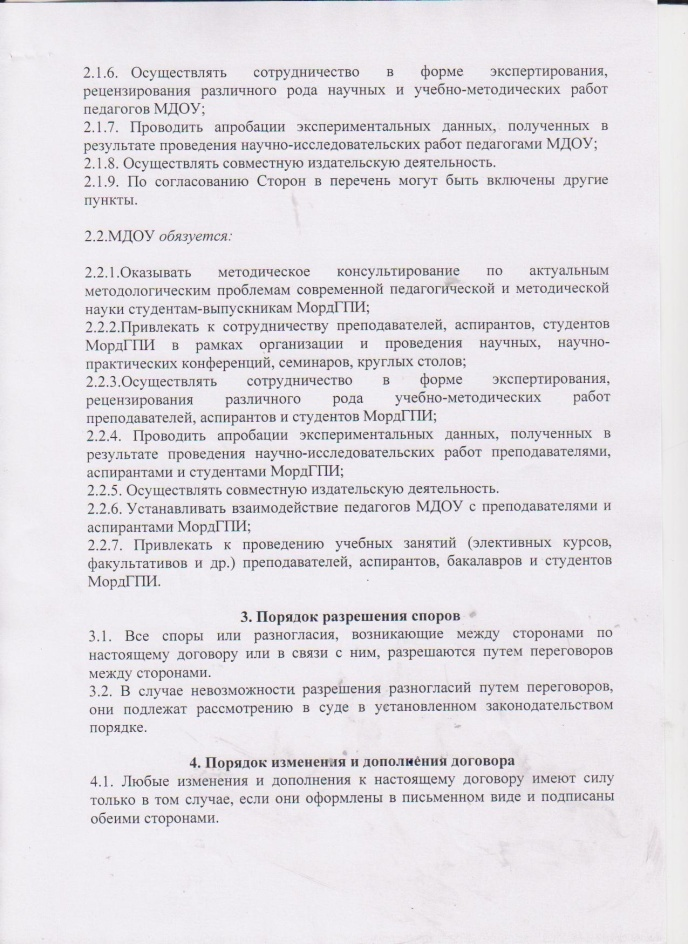 2.1.6. Осуществлять сотрудничество в форме экспертирования,
рецензирования различного рода научных и учебно-методических работ
педагогов МДОУ;
2.1.7. Проводить апробации экспериментальных данных, полученных в
результате проведения научно-исследовательских работ педагогами МДОУ;
2.1.8. Осуществлять совместную издательскую деятельность.
2.1.9. По согласованию Сторон в перечень могут быть включены другие
пункты.
2.2.МДОУ обязуется:
2.2.1.Оказывать методическое консультирование по актуальным
методологическим проблемам современной педагогической и методической
науки студентам-выпускникам МордГПИ;
2.2.2.Привлекать к сотрудничеству преподавателей, аспирантов, студентов
МордГПИ в рамках организации и проведения научных, научно-
практических конференций, семинаров, круглых столов;
2.2.3.Осуществлять сотрудничество в форме экспертирования,
рецензирования различного рода учебно-методических работ
преподавателей, аспирантов и студентов МордГПИ;
2.2.4. Проводить апробации экспериментальных данных, полученных в
результате проведения научно-исследовательских работ преподавателями,
аспирантами и студентами МордГПИ;
2.2.5. Осуществлять совместную издательскую деятельность.
2.2.6. Устанавливать взаимодействие педагогов МДОУ с преподавателями и
аспирантами МордГПИ;
2.2.7. Привлекать к проведению учебных занятий (элективных курсов,
факультативов и др.) преподавателей, аспирантов, бакалавров и студентов
МордГПИ.
3. Порядок разрешения споров
3.1. Все споры или разногласия, возникающие между сторонами по
настоящему договору или в связи с ним, разрешаются путем переговоров
между сторонами.
3.2. В случае невозможности разрешения разногласий путем переговоров,
они подлежат рассмотрению в суде в установленном законодательством
порядке.
4. Порядок изменения и дополнения договора
4.1. Любые изменения и дополнения к настоящему договору имеют силу
только в том случае, если они оформлены в письменном виде и подписаны
обеими сторонами.